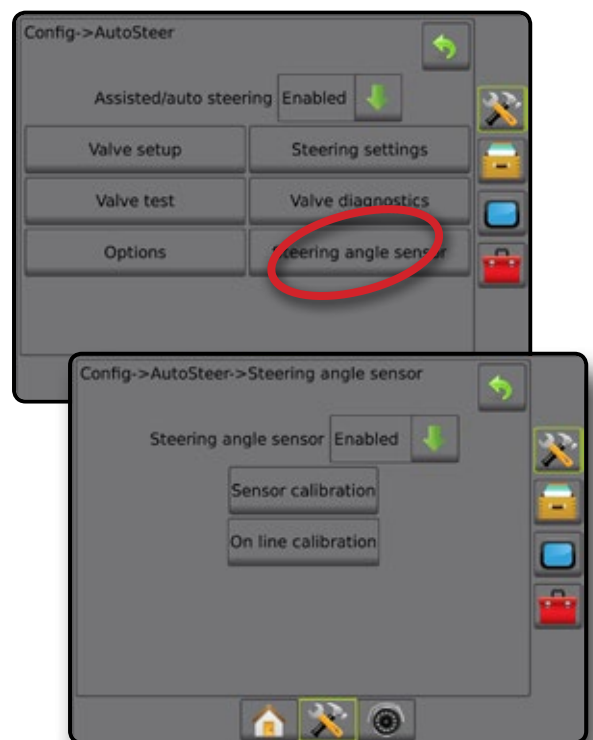 Config->AutoSteer
Assisted/auto steering Enabled
Valve setup Steering settings
Valve test Valve diagnostics
Options Steering angle sensor
Config->AutoSteer->Steering angle sensor
Steering angle sensor Enabled
Sensor calibration
On line calibration